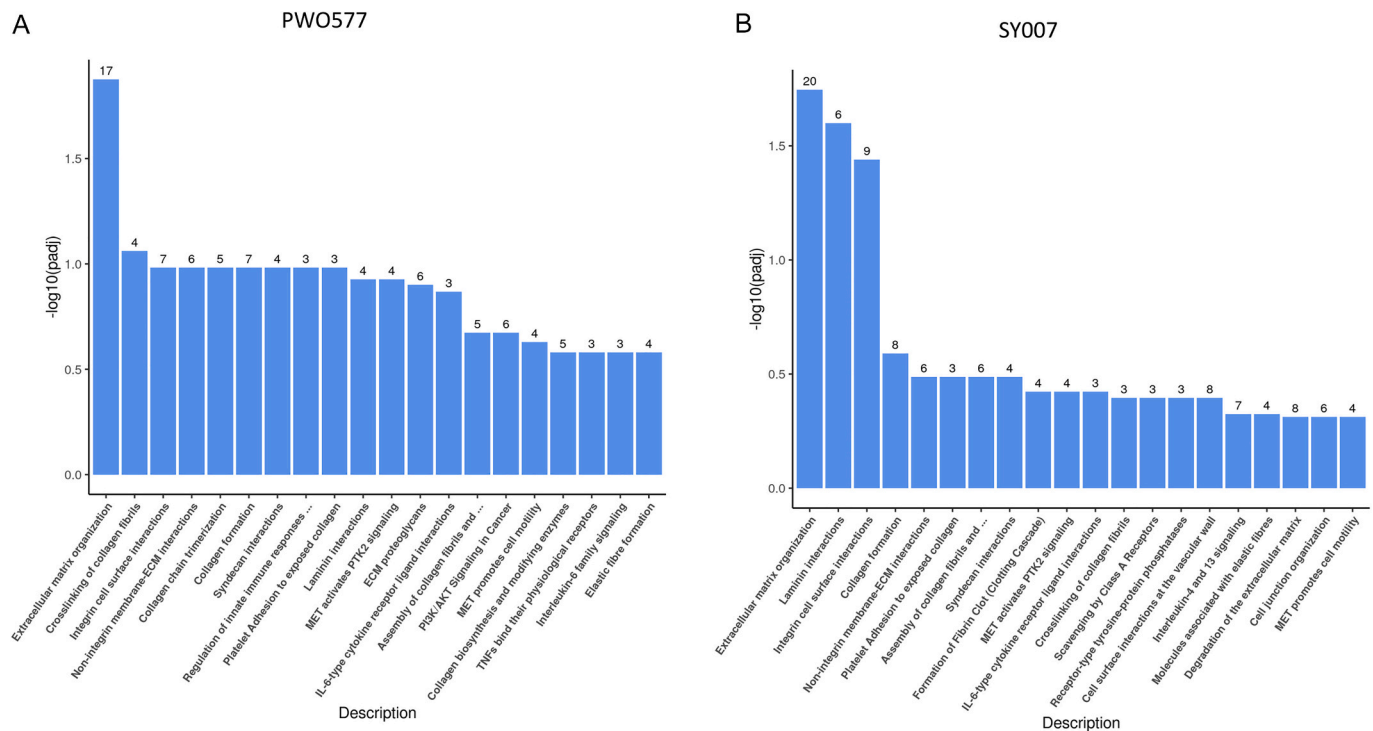 A
PWO577
-log10(padj)
1.5
1.0
0.5
0.0
17
4
7
6
5
7
4
3
3
4
4
6
3
5
6
4
5
3
3
4
Extracellular matrix organization
Crosslinking of collagen fibrils
Integrin cell surface interactions
Non-integrin membrane-ECM interactions
Collagen chain trimerization
Collagen formation
Syndecan interactions
Regulation of innate immune responses ...
Platelet Adhesion to exposed collagen
Laminin interactions
MET activates PTK2 signaling
ECM proteoglycans
IL-6-type cytokine receptor ligand interactions
Assembly of collagen fibrils and ...
PI3K/AKT Signaling in Cancer
MET promotes cell motility
Collagen biosynthesis and modifying enzymes
TNFs bind their physiological receptors
Interleukin-6 family signaling
Elastic fibre formation
Description
B
SY007
-log10(padj)
1.5
1.0
0.5
0.0
20
6
9
8
6
3
6
4
4
4
3
3
3
3
8
7
4
8
6
4
Extracellular matrix organization
Laminin interactions
Integrin cell surface interactions
Collagen formation
Non-integrin membrane-ECM interactions
Platelet Adhesion to exposed collagen
Assembly of collagen fibrils and ...
Syndecan interactions
Formation of Fibrin Clot (Clotting Cascade)
MET activates PTK2 signaling
IL-6-type cytokine receptor ligand interactions
Crosslinking of collagen fibrils
Scavenging by Class A Receptors
Receptor-type tyrosine-protein phosphatases
Cell surface interactions at the vascular wall
Interleukin-4 and 13 signaling
Molecules associated with elastic fibres
Degradation of the extracellular matrix
Cell junction organization
MET promotes cell motility
Description